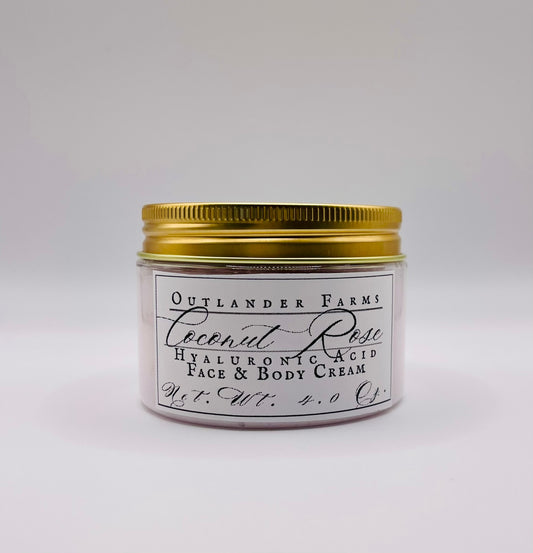 Outlander Farms
Coconut Rose
Hyaluronic Acid
Face & Body Cream
Net. Wt. 4.0 Oz.